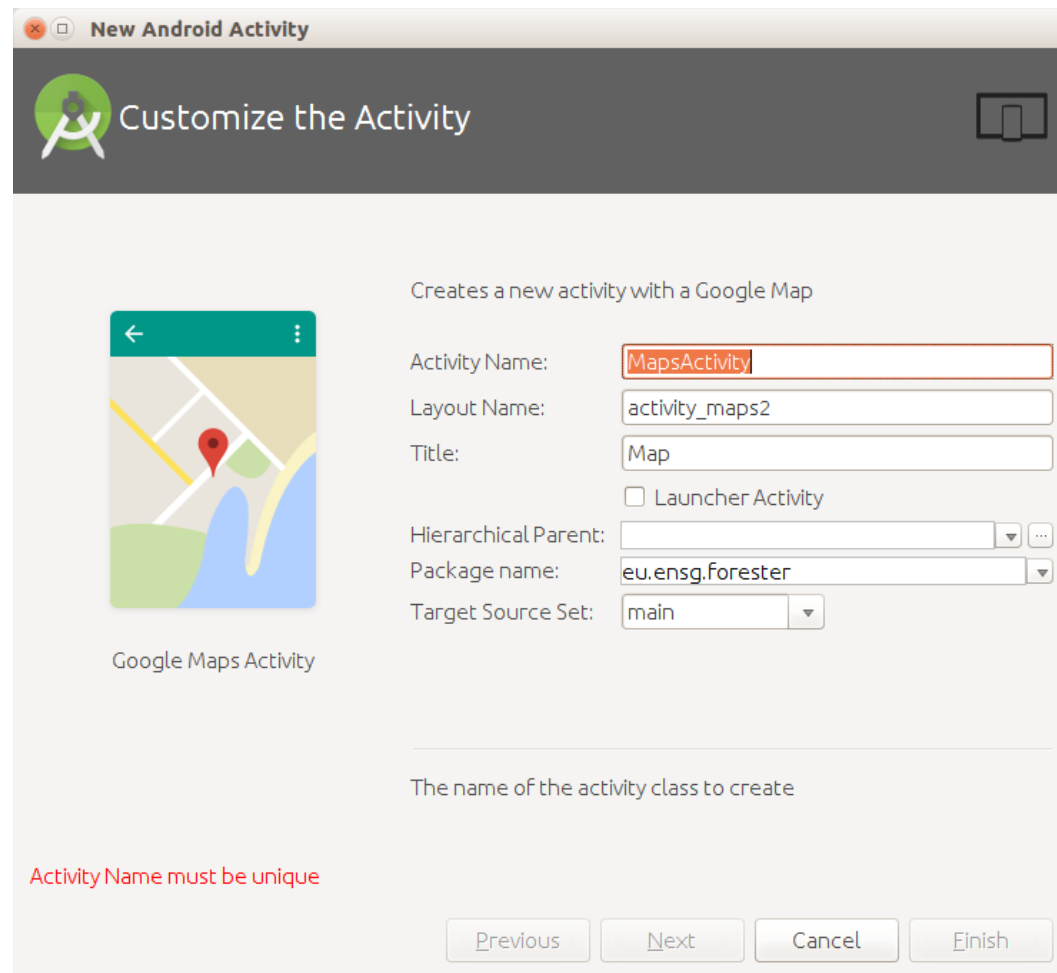 New Android Activity
Customize the Activity
Creates a new activity with a Google Map
Activity Name: MapsActivity
Layout Name: activity_maps2
Title: Map
Launcher Activity
Hierarchical Parent:
Package name: eu.ensg.forester
Target Source Set: main
Google Maps Activity
The name of the activity class to create
Activity Name must be unique
Previous Next Cancel Finish